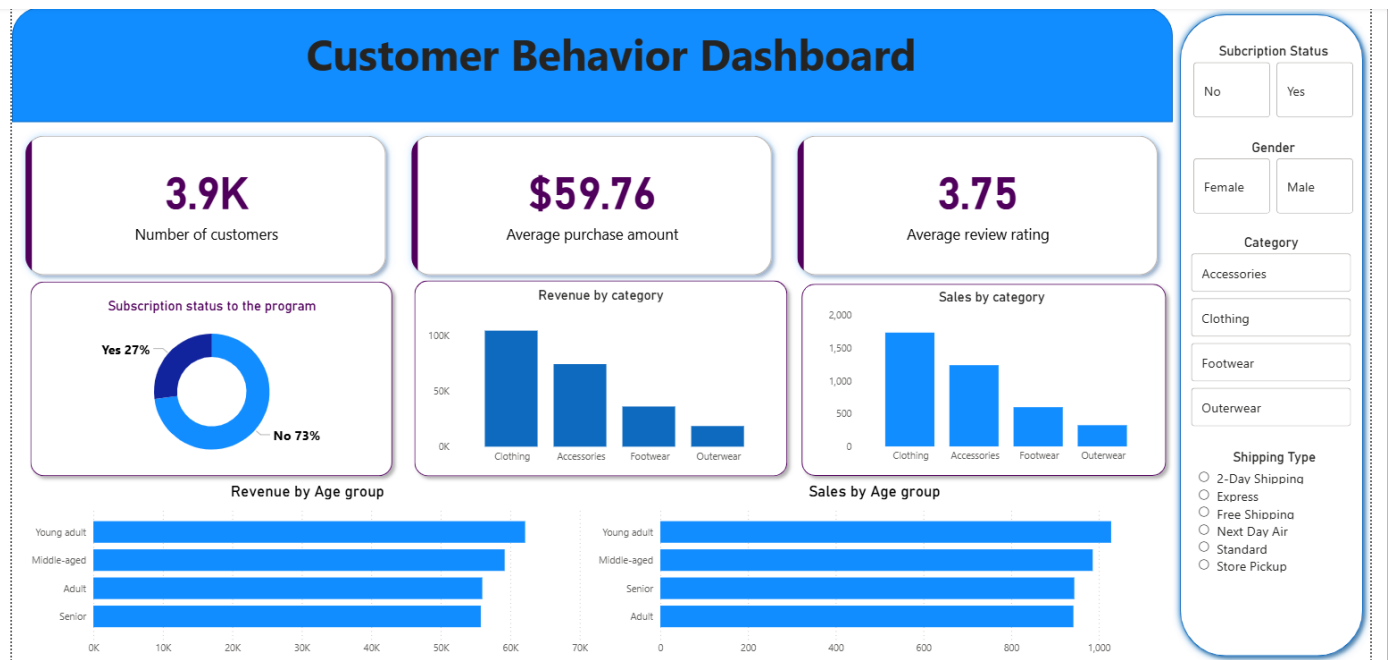 Customer Behavior Dashboard
3.9K
Number of customers
$59.76
Average purchase amount
3.75
Average review rating
Subscription status to the program
Yes 27%
No 73%
Revenue by category
100K
50K
0K
Clothing Accessories Footwear Outerwear
Sales by category
2,000
1,500
1,000
500
0
Clothing Accessories Footwear Outerwear
Revenue by Age group
Young adult
Middle-aged
Adult
Senior
0K 10K 20K 30K 40K 50K 60K 70K
Sales by Age group
Young adult
Middle-aged
Senior
Adult
0 200 400 600 800 1,000
Subcription Status
No Yes
Gender
Female Male
Category
Accessories
Clothing
Footwear
Outerwear
Shipping Type
2-Day Shipping
Express
Free Shipping
Next Day Air
Standard
Store Pickup